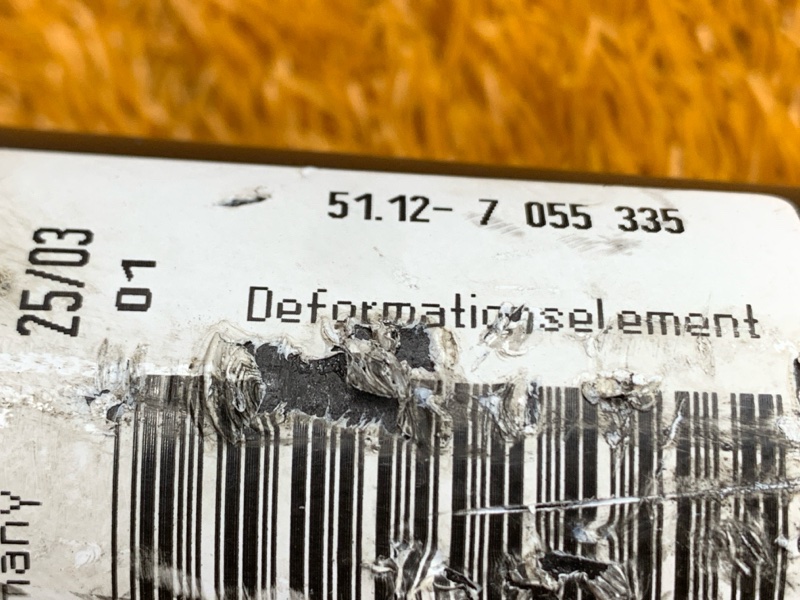 51.12- 7 055 335
25/03
01
Deformationselement